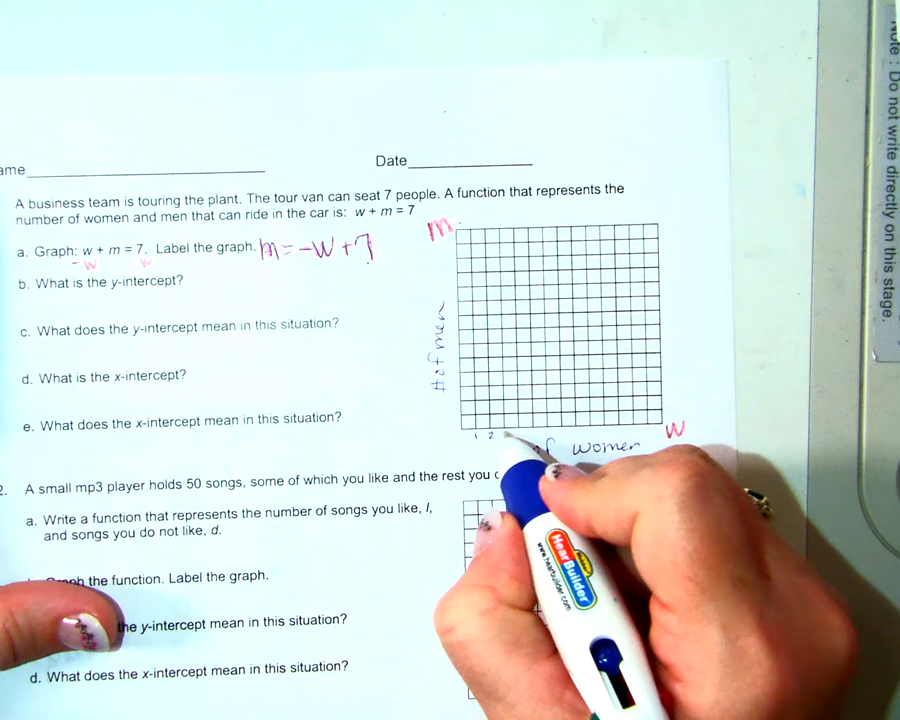 ame Date
A business team is touring the plant. The tour van can seat 7 people. A function that represents the
number of women and men that can ride in the car is: w + m = 7
m
a. Graph: w + m = 7. Label the graph. m = -w + 7
-w -w
b. What is the y-intercept?
c. What does the y-intercept mean in this situation?
# of men
d. What is the x-intercept?
e. What does the x-intercept mean in this situation?
1 2
w
of women
2. A small mp3 player holds 50 songs, some of which you like and the rest you
a. Write a function that represents the number of songs you like, l,
and songs you do not like, d.
the function. Label the graph.
the y-intercept mean in this situation?
d. What does the x-intercept mean in this situation?
HearBuilder
www.hearbuilder.com
Note : Do not write directly on this stage.